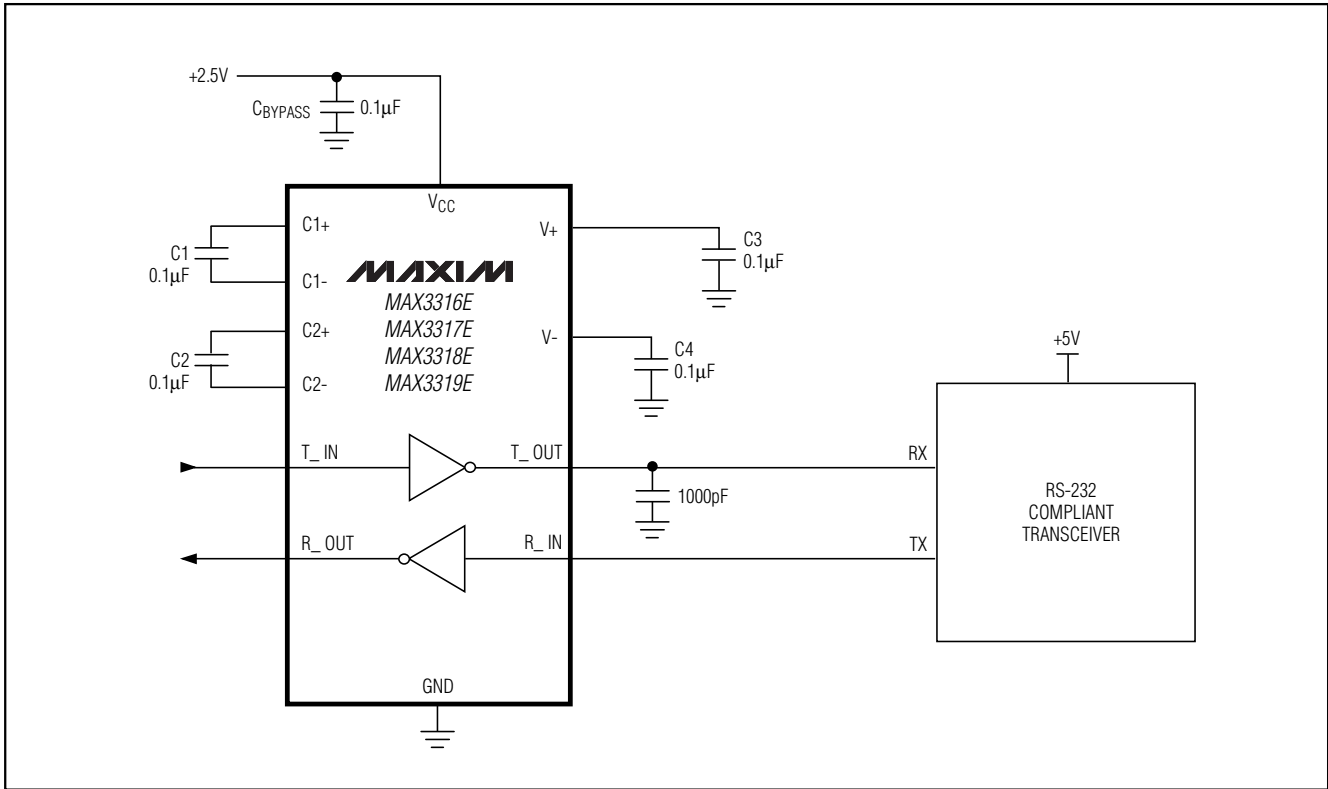 +2.5V
CBYPASS
0.1µF
VCC
C1+
C1
0.1µF
C1-
V+
C3
0.1µF
MAXIM
MAX3316E
MAX3317E
MAX3318E
MAX3319E
C2+
C2
0.1µF
C2-
V-
C4
0.1µF
+5V
T_ IN
T_ OUT
RX
1000pF
RS-232
COMPLIANT
TRANSCEIVER
R_ OUT
R_ IN
TX
GND